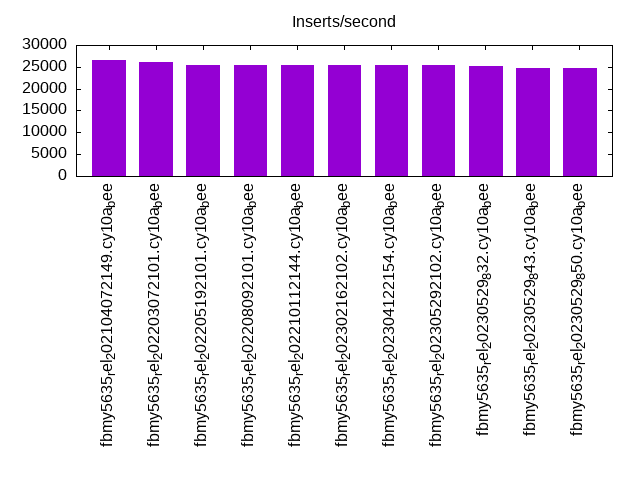 Inserts/second
30000
25000
20000
15000
10000
5000
0
fbmy5635rel202104072149.cy10abee
fbmy5635rel202203072101.cy10abee
fbmy5635rel202205192101.cy10abee
fbmy5635rel202208092101.cy10abee
fbmy5635rel202210112144.cy10abee
fbmy5635rel202302162102.cy10abee
fbmy5635rel202304122154.cy10abee
fbmy5635rel202305292102.cy10abee
fbmy5635rel20230529832.cy10abee
fbmy5635rel20230529843.cy10abee
fbmy5635rel20230529850.cy10abee